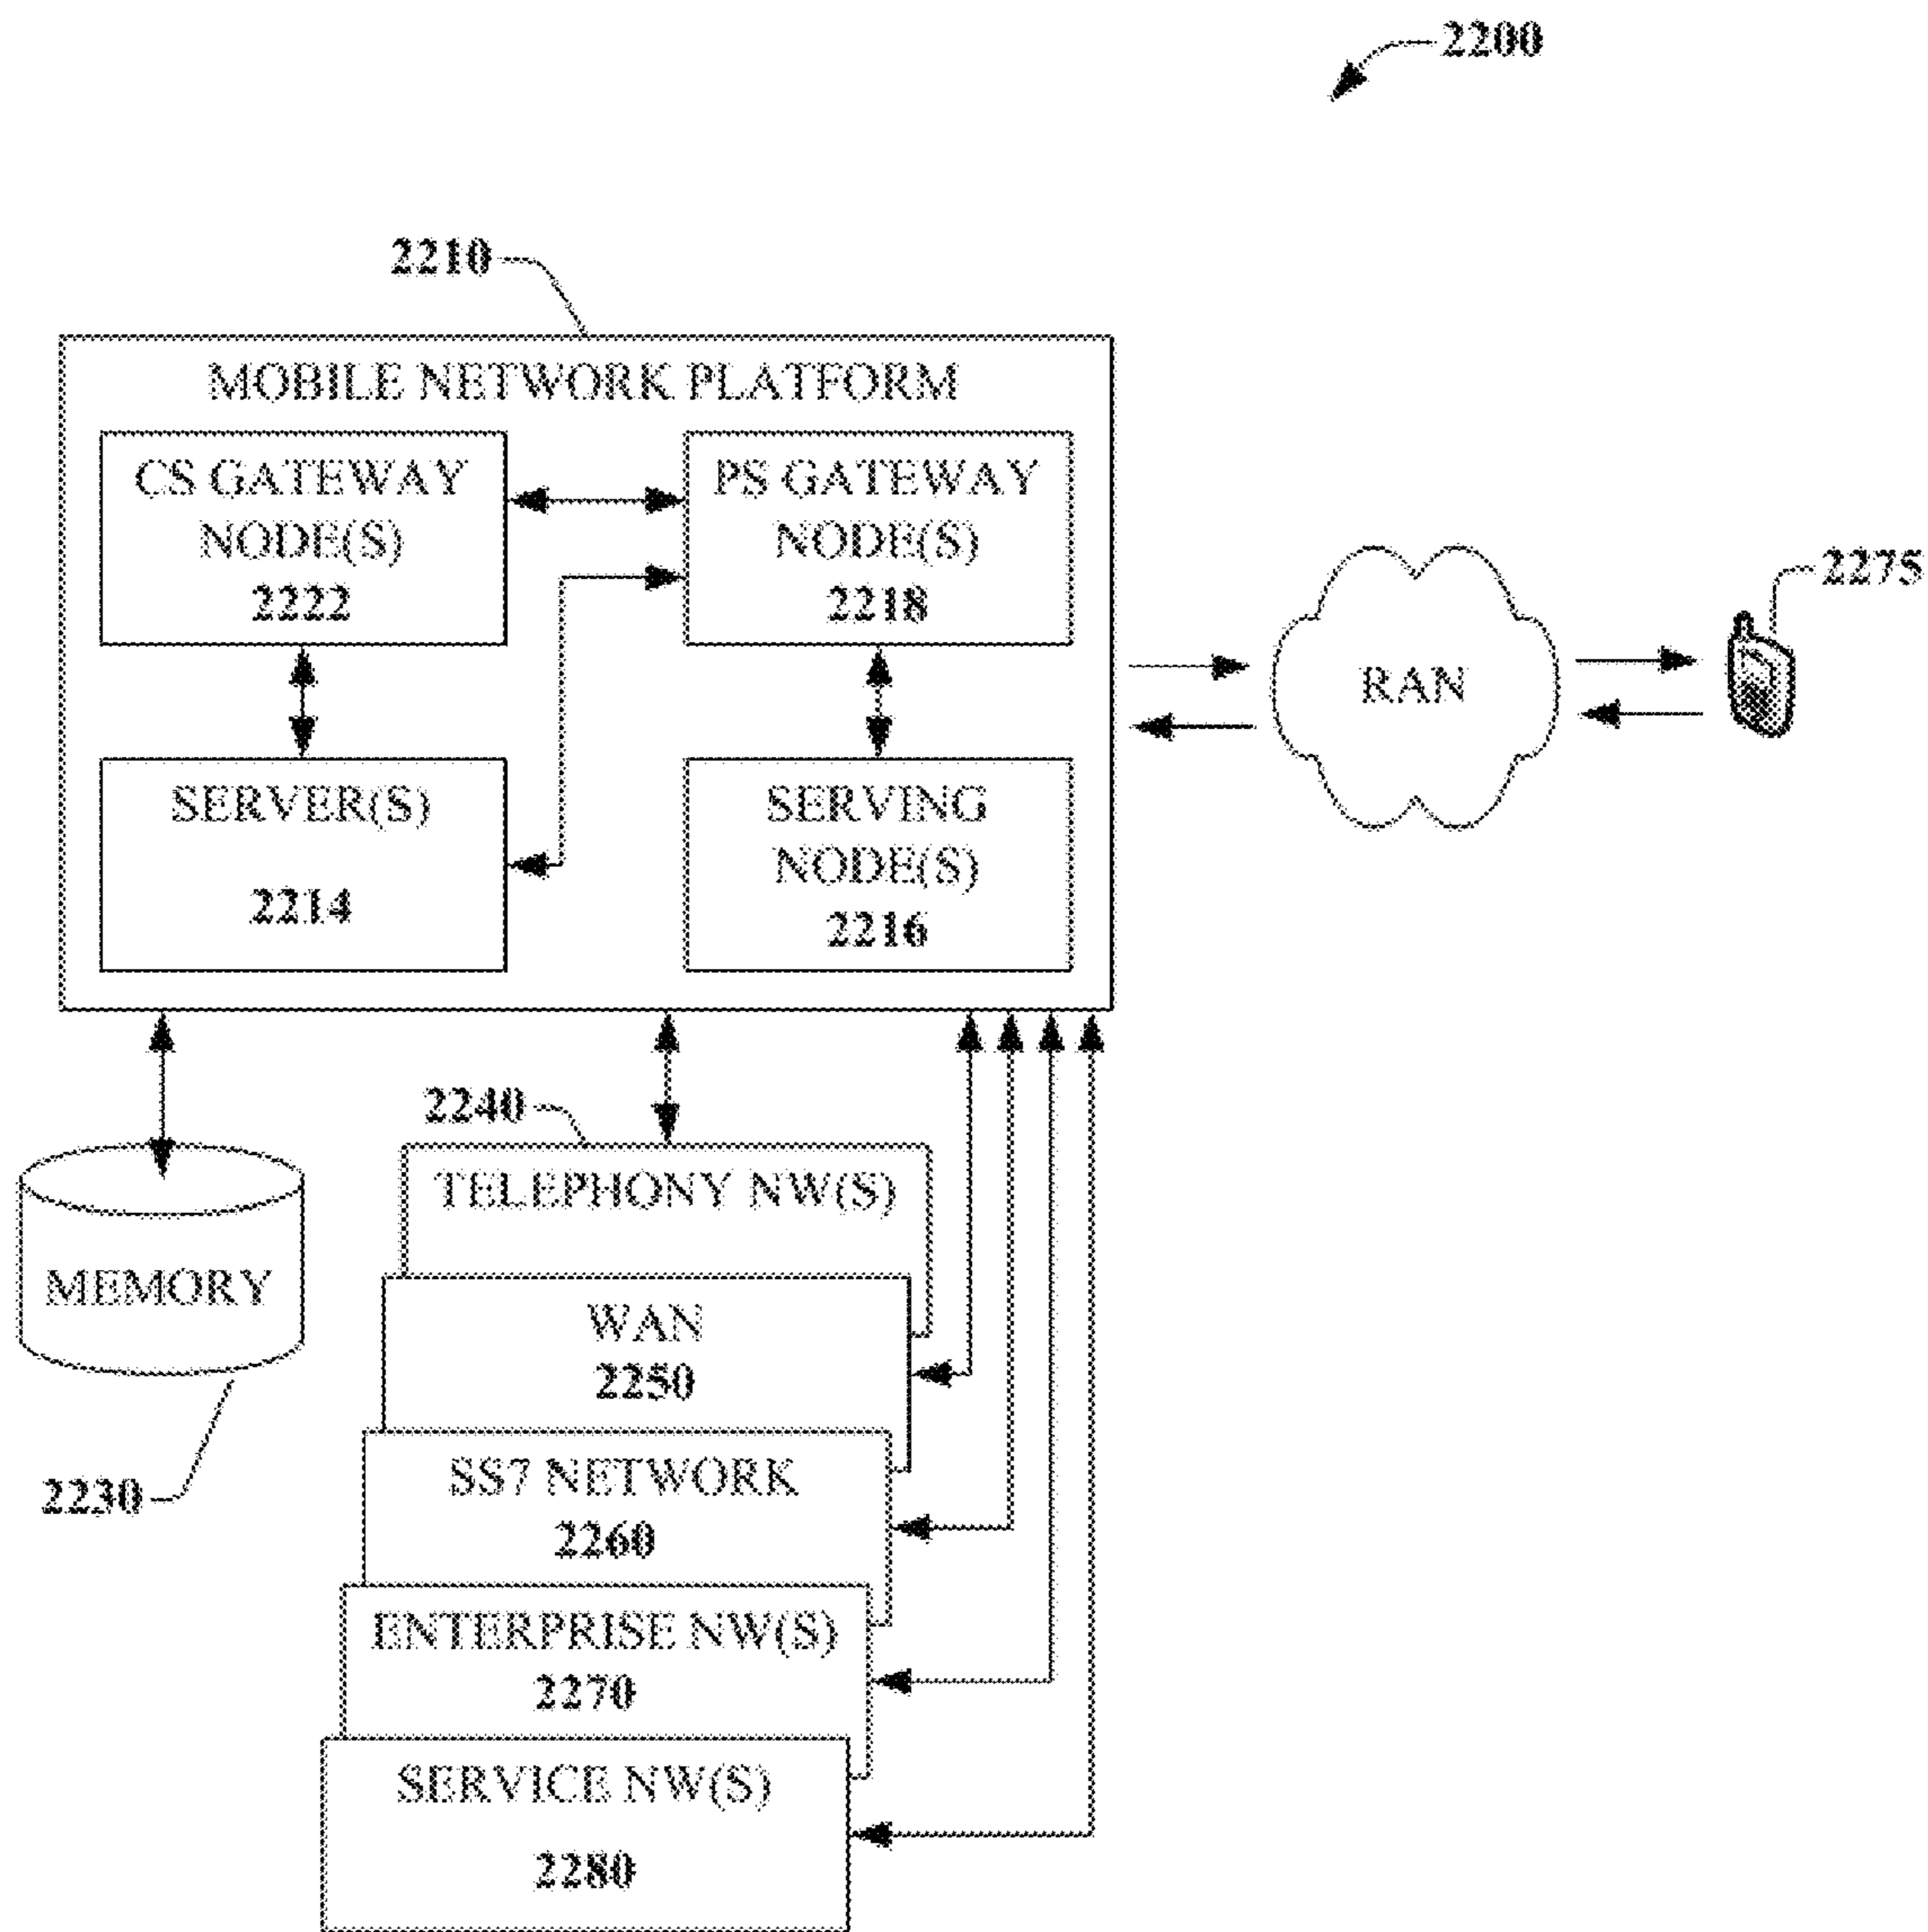 2200
2210
MOBILE NETWORK PLATFORM
CS GATEWAY
NODE(S)
2222
PS GATEWAY
NODE(S)
2218
SERVER(S)
2214
SERVING
NODE(S)
2216
RAN
2275
2240
TELEPHONY NW(S)
MEMORY
2230
WAN
2250
SS7 NETWORK
2260
ENTERPRISE NW(S)
2270
SERVICE NW(S)
2280